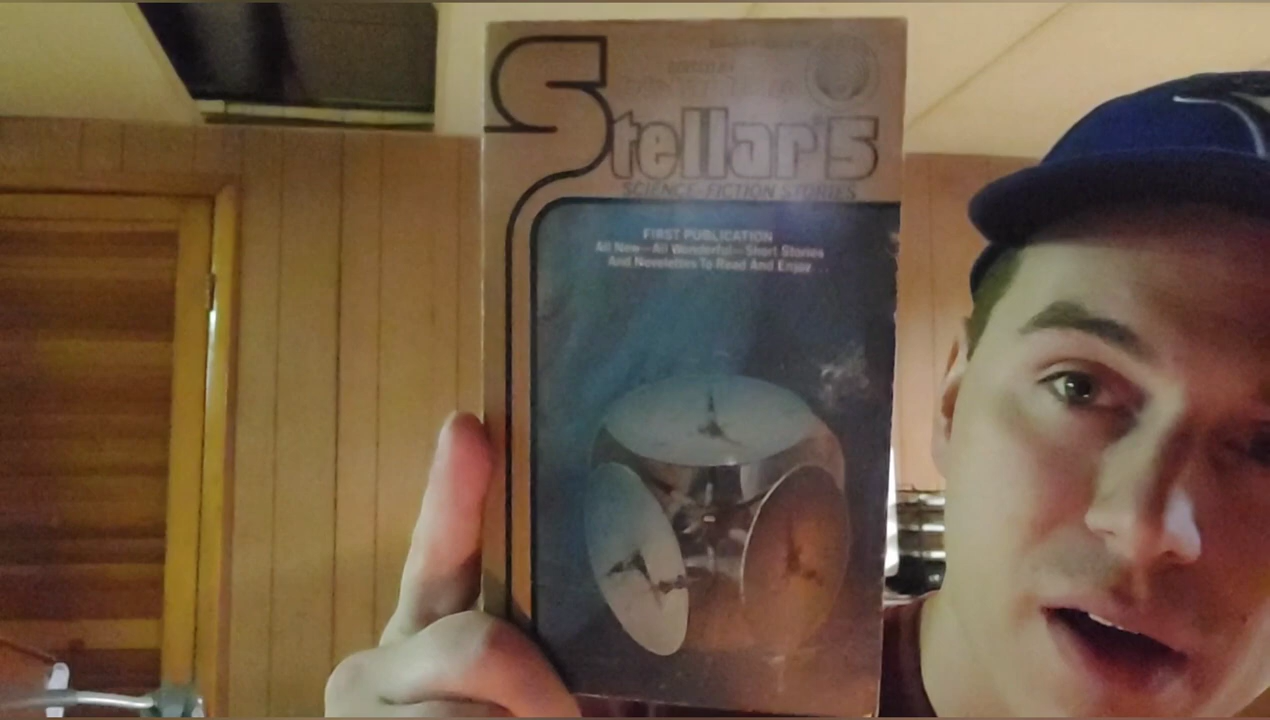 Stellar 5
SCIENCE-FICTION STORIES
FIRST PUBLICATION
All New—All Wonderful—Short Stories
And Novelettes To Read And Enjoy...